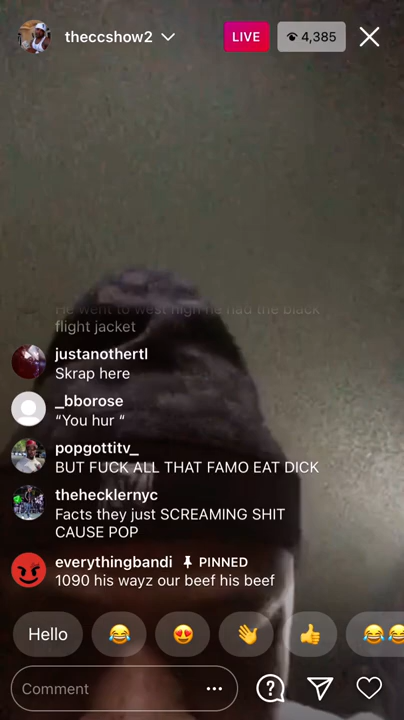 theccshow2
LIVE
4,385
He went to west high he had the black
flight jacket
justanothertl
Skrap here
_bborose
“You hur “
popgottitv_
BUT FUCK ALL THAT FAMO EAT DICK
thehecklernyc
Facts they just SCREAMING SHIT
CAUSE POP
everythingbandi PINNED
1090 his wayz our beef his beef
Hello
Comment